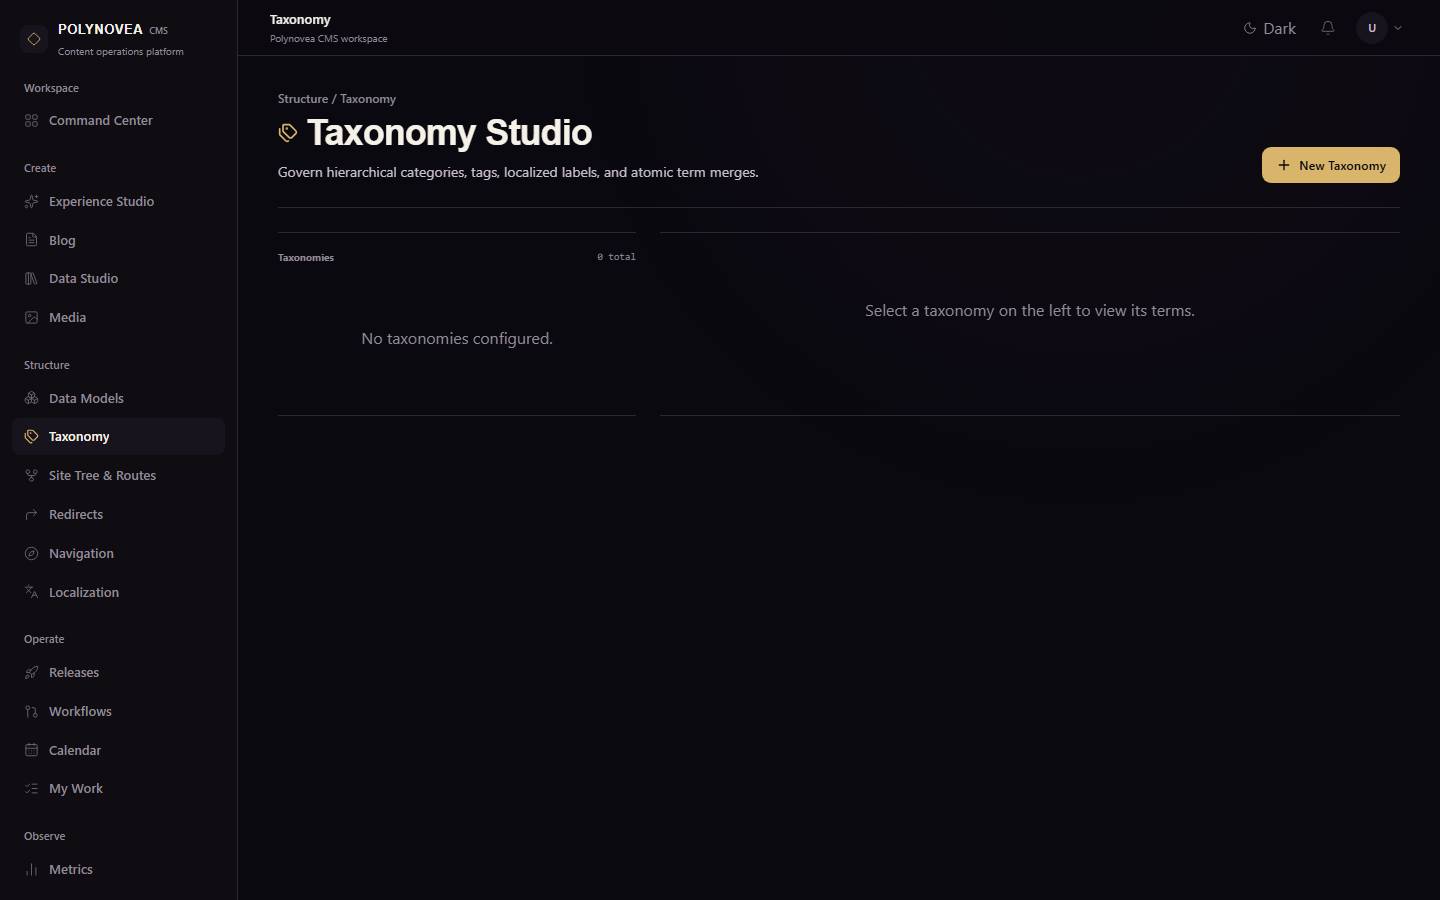 POLYNOVEA CMS
Content operations platform
Workspace
Command Center
Create
Experience Studio
Blog
Data Studio
Media
Structure
Data Models
Taxonomy
Site Tree & Routes
Redirects
Navigation
Localization
Operate
Releases
Workflows
Calendar
My Work
Observe
Metrics
Taxonomy
Polynovea CMS workspace
Dark
U
Structure / Taxonomy
Taxonomy Studio
Govern hierarchical categories, tags, localized labels, and atomic term merges.
New Taxonomy
Taxonomies 0 total
No taxonomies configured.
Select a taxonomy on the left to view its terms.